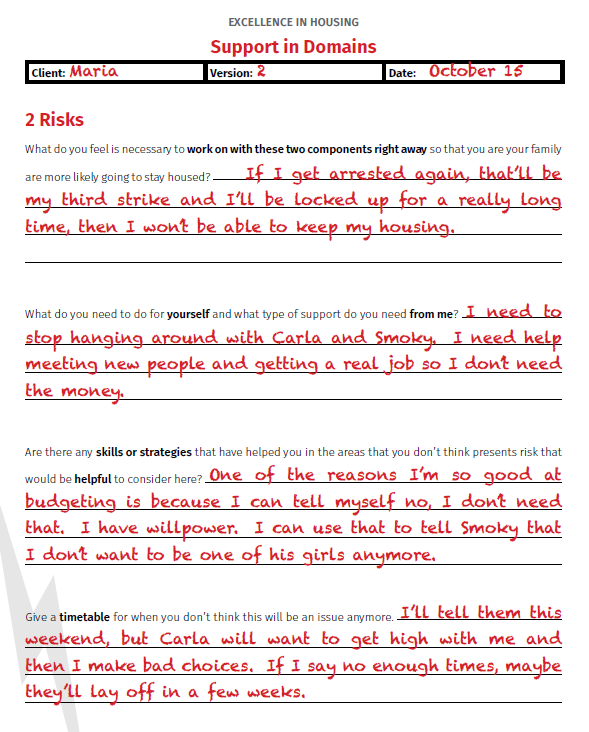 EXCELLENCE IN HOUSING
Support in Domains
Client: Maria Version: 2 Date: October 15
2 Risks
What do you feel is necessary to work on with these two components right away so that you are your family
are more likely going to stay housed? If I get arrested again, that'll be
my third strike and I'll be locked up for a really long
time, then I won't be able to keep my housing.
What do you need to do for yourself and what type of support do you need from me? I need to
stop hanging around with Carla and Smoky. I need help
meeting new people and getting a real job so I don't need
the money.
Are there any skills or strategies that have helped you in the areas that you don't think presents risk that
would be helpful to consider here? One of the reasons I'm so good at
budgeting is because I can tell myself no, I don't need
that. I have willpower. I can use that to tell Smoky that
I don't want to be one of his girls anymore.
Give a timetable for when you don't think this will be an issue anymore. I'll tell them this
weekend, but Carla will want to get high with me and
then I make bad choices. If I say no enough times, maybe
they'll lay off in a few weeks.